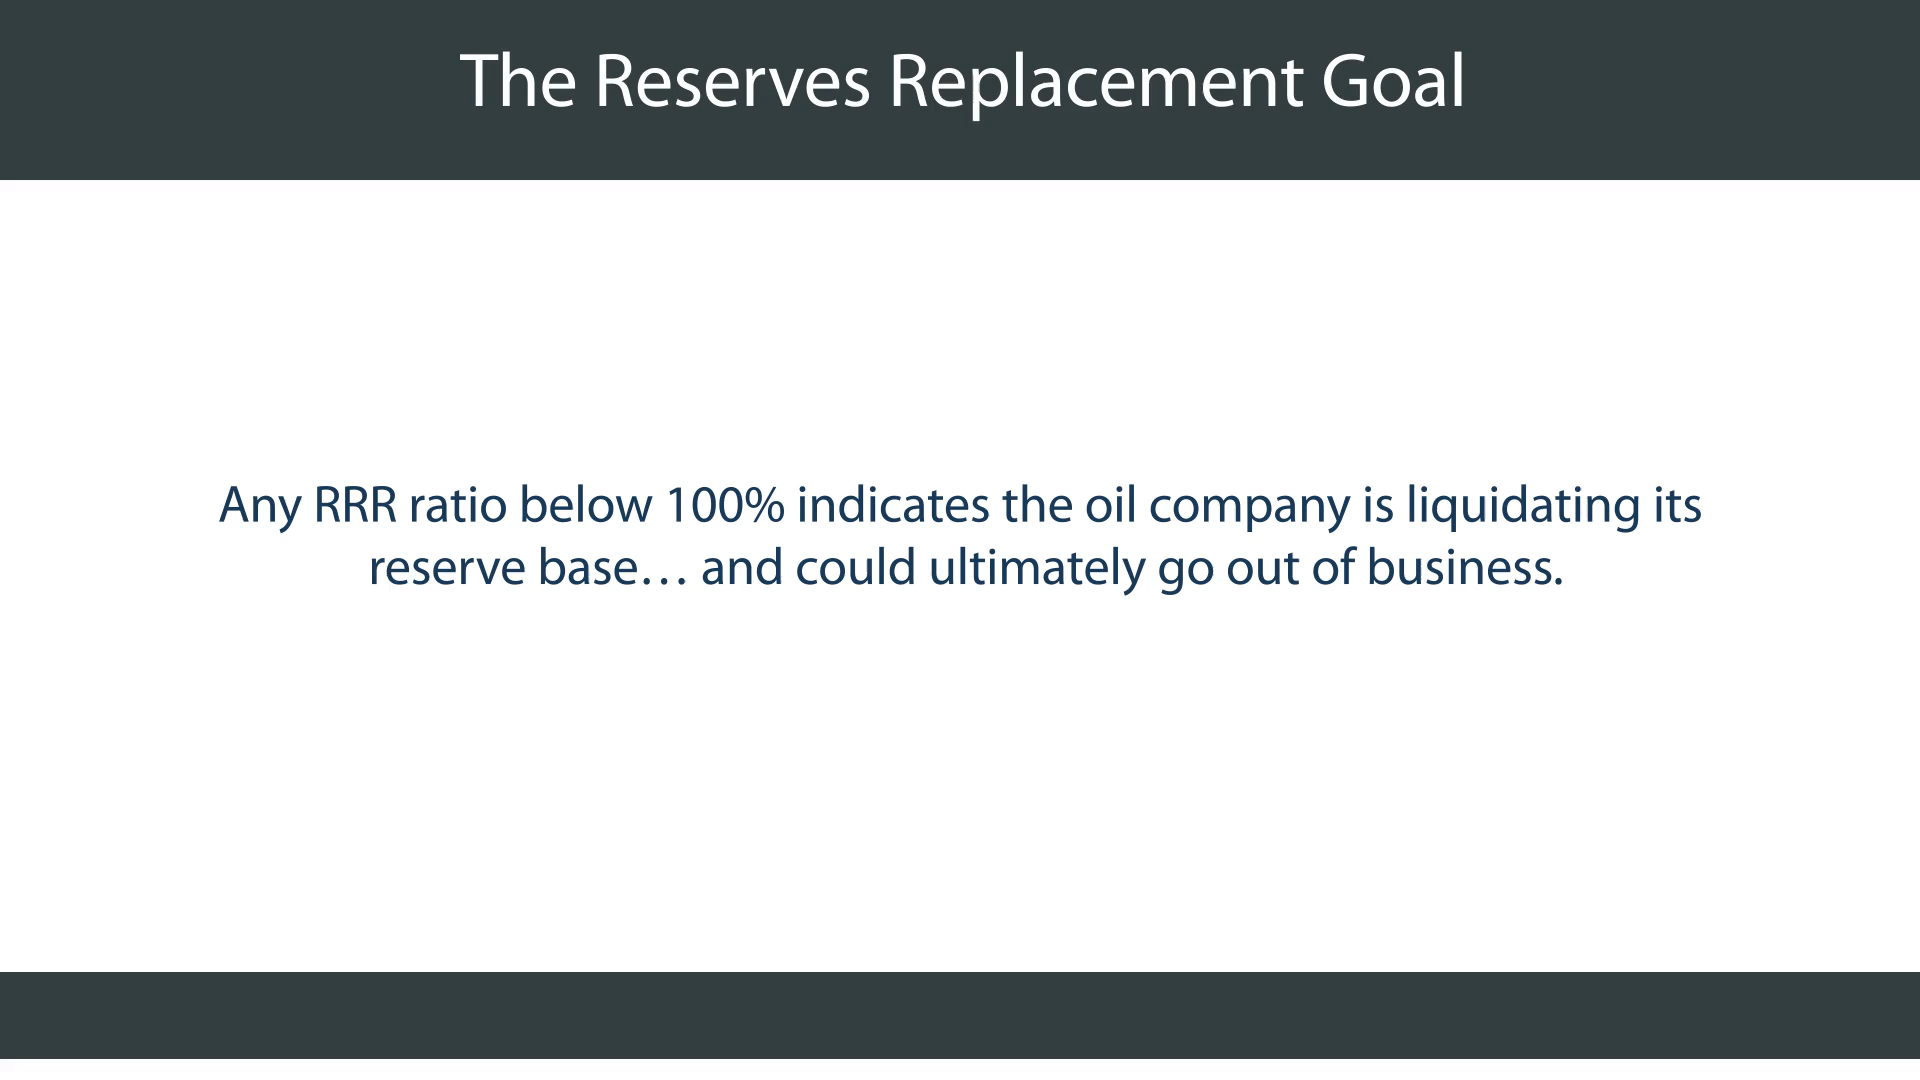 The Reserves Replacement Goal
Any RRR ratio below 100% indicates the oil company is liquidating its
reserve base… and could ultimately go out of business.